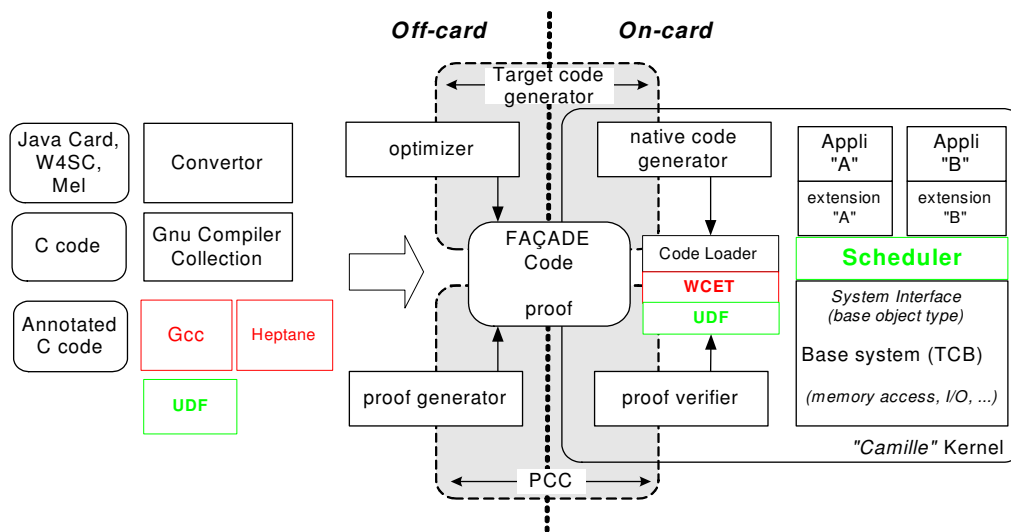 Off-card
On-card
Target code
generator
Java Card,
W4SC,
Mel
Convertor
optimizer
native code
generator
Appli
"A"
Appli
"B"
extension
"A"
extension
"B"
C code
Gnu Compiler
Collection
FAÇADE
Code
proof
Code Loader
WCET
UDF
Scheduler
System Interface
(base object type)
Base system (TCB)
(memory access, I/O, ...)
Annotated
C code
Gcc
Heptane
UDF
proof generator
proof verifier
"Camille" Kernel
PCC